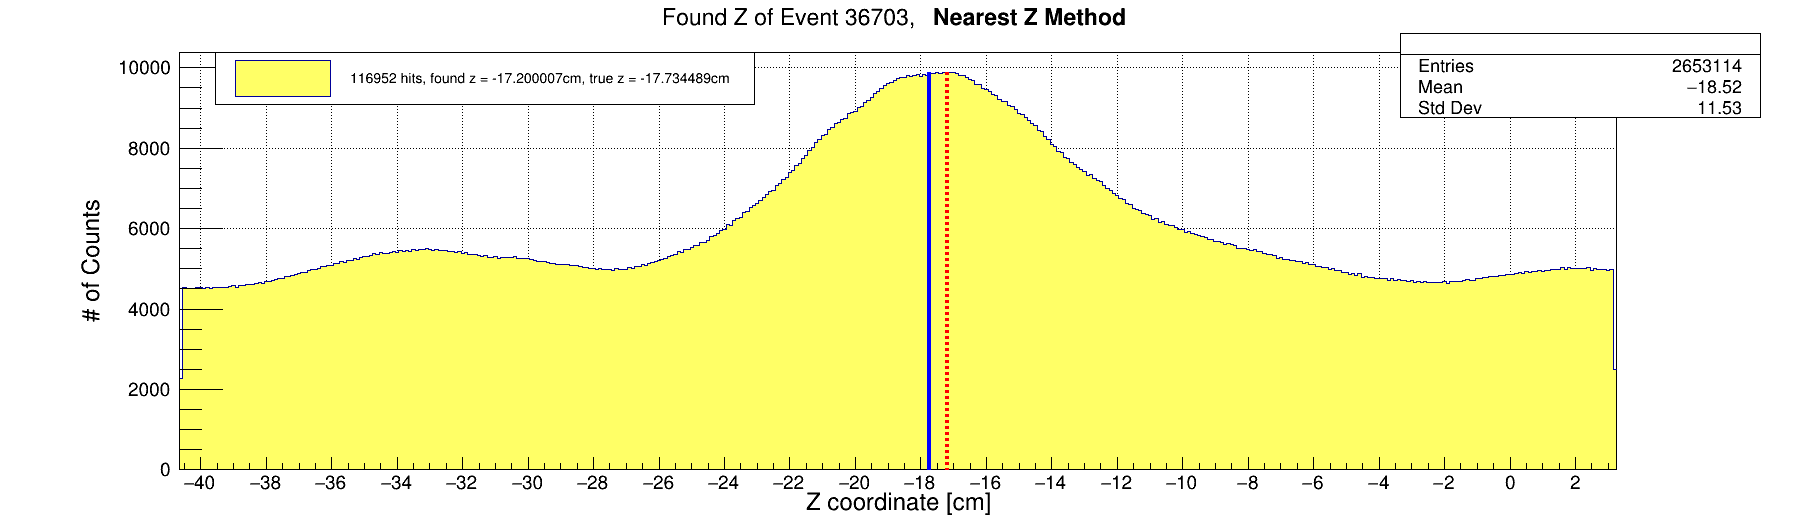 Found Z of Event 36703, Nearest Z Method
116952 hits, found z = -17.200007cm, true z = -17.734489cm
Entries 2653114
Mean −18.52
Std Dev 11.53
# of Counts
10000
8000
6000
4000
2000
0
−40 −38 −36 −34 −32 −30 −28 −26 −24 −22 −20 −18 −16 −14 −12 −10 −8 −6 −4 −2 0 2
Z coordinate [cm]